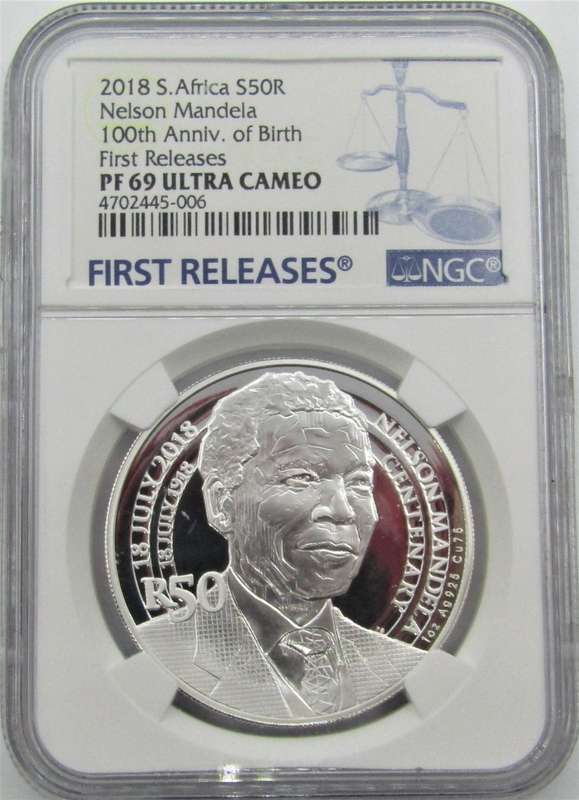 2018 S.Africa S50R
Nelson Mandela
100th Anniv. of Birth
First Releases
PF 69 ULTRA CAMEO
4702445-006
FIRST RELEASES®
NGC®
18 JULY 2018
18 JULY 1918
R50
NELSON MANDELA
CENTENARY
1oz Ag925 Cu75